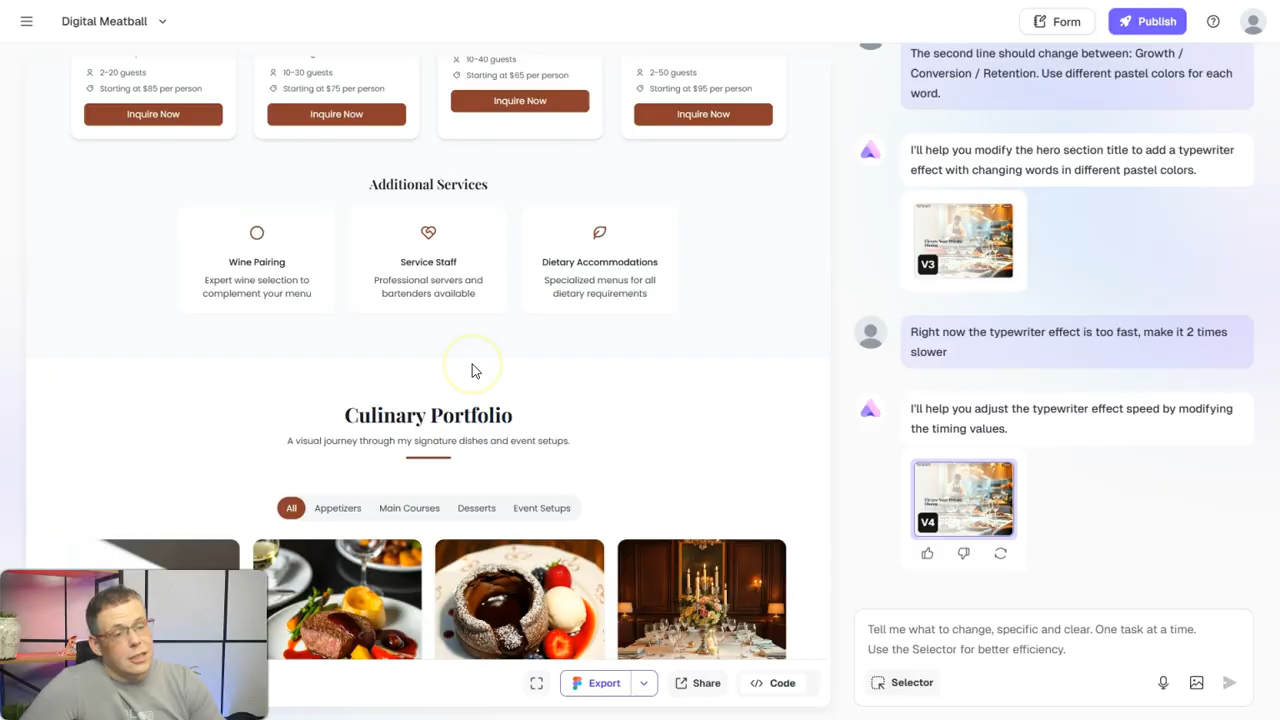 Digital Meatball
Form
Publish
2-20 guests
Starting at $85 per person
Inquire Now
10-30 guests
Starting at $75 per person
Inquire Now
10-40 guests
Starting at $65 per person
Inquire Now
2-50 guests
Starting at $95 per person
Inquire Now
Additional Services
Wine Pairing
Expert wine selection to
complement your menu
Service Staff
Professional servers and
bartenders available
Dietary Accommodations
Specialized menus for all
dietary requirements
Culinary Portfolio
A visual journey through my signature dishes and event setups.
All
Appetizers
Main Courses
Desserts
Event Setups
Export
Share
Code
The second line should change between: Growth /
Conversion / Retention. Use different pastel colors for each
word.
I'll help you modify the hero section title to add a typewriter
effect with changing words in different pastel colors.
V3
Right now the typewriter effect is too fast, make it 2 times
slower
I'll help you adjust the typewriter effect speed by modifying
the timing values.
V4
Tell me what to change, specific and clear. One task at a time.
Use the Selector for better efficiency.
Selector